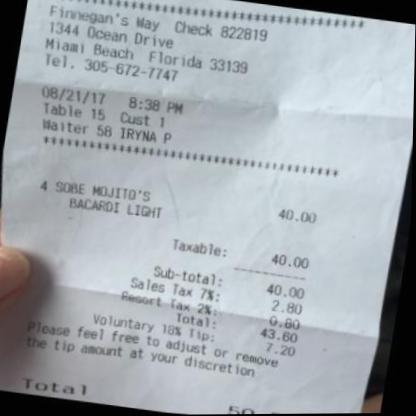 Finnegan's Way Check 822819
1344 Ocean Drive
Miami Beach Florida 33139
Tel. 305-672-7747
08/21/17 8:38 PM
Table 15 Cust 1
Waiter 58 IRYNA P
4 SOBE MOJITO'S 40.00
BACARDI LIGHT
Taxable: 40.00
Sub-total: 40.00
Sales Tax 7%: 2.80
Resort Tax 2%: 0.80
Total: 43.60
Voluntary 18% Tip: 7.20
Please feel free to adjust or remove
the tip amount at your discretion
Total